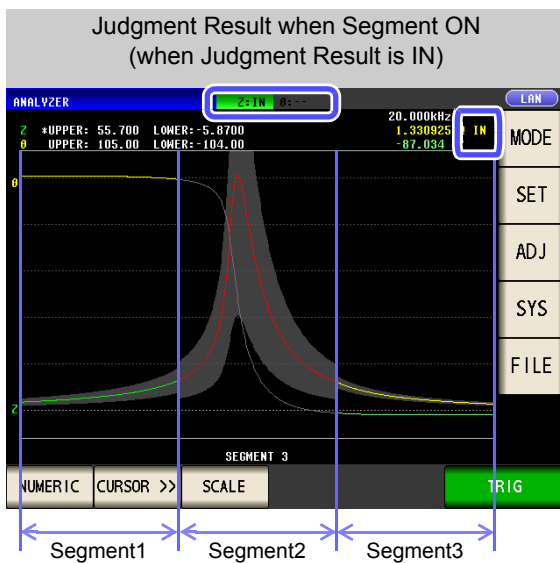 Judgment Result when Segment ON
(when Judgment Result is IN)
ANALYZER
Z:IN θ:--
LAN
20.000kHz
Z *UPPER: 55.700 LOWER:-5.8700 1.330925 IN
θ UPPER: 105.00 LOWER:-104.00 -87.034
MODE
θ
SET
ADJ
SYS
FILE
Z
SEGMENT 3
NUMERIC CURSOR >> SCALE TRIG
Segment1 Segment2 Segment3